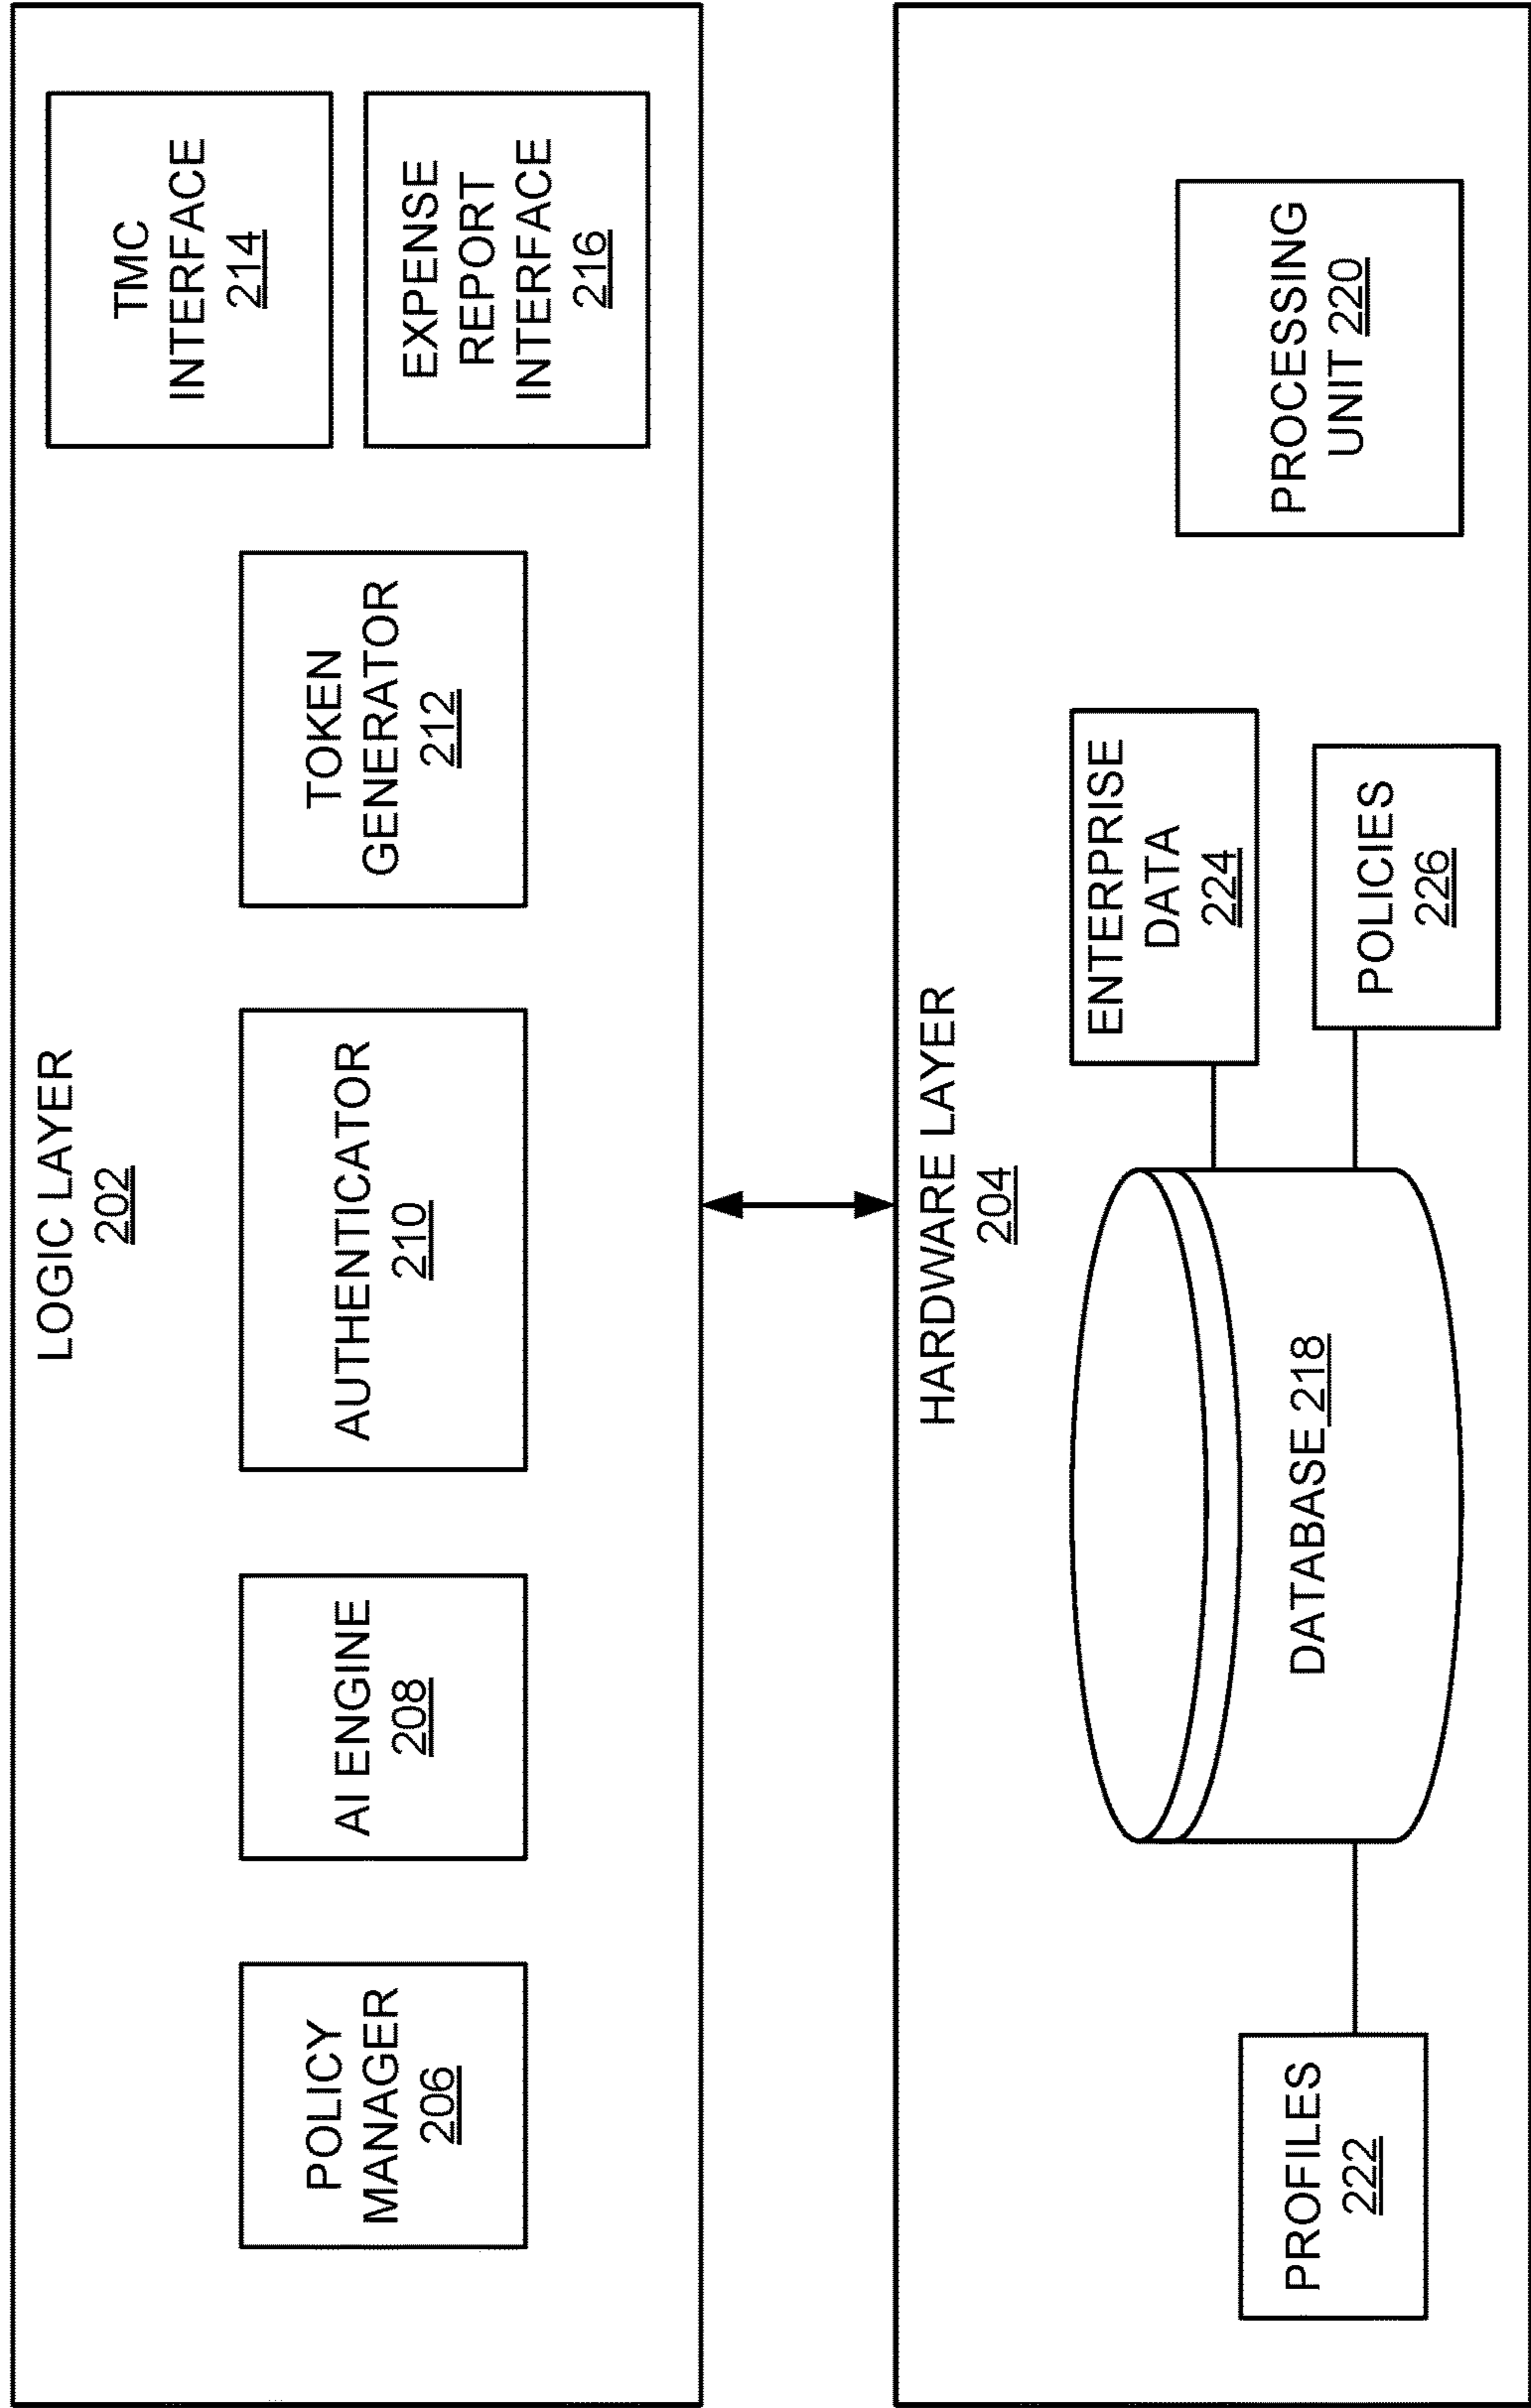 LOGIC LAYER
202
POLICY
MANAGER
206
AI ENGINE
208
AUTHENTICATOR
210
TOKEN
GENERATOR
212
TMC
INTERFACE
214
EXPENSE
REPORT
INTERFACE
216
HARDWARE LAYER
204
PROFILES
222
DATABASE 218
ENTERPRISE
DATA
224
POLICIES
226
PROCESSING
UNIT 220